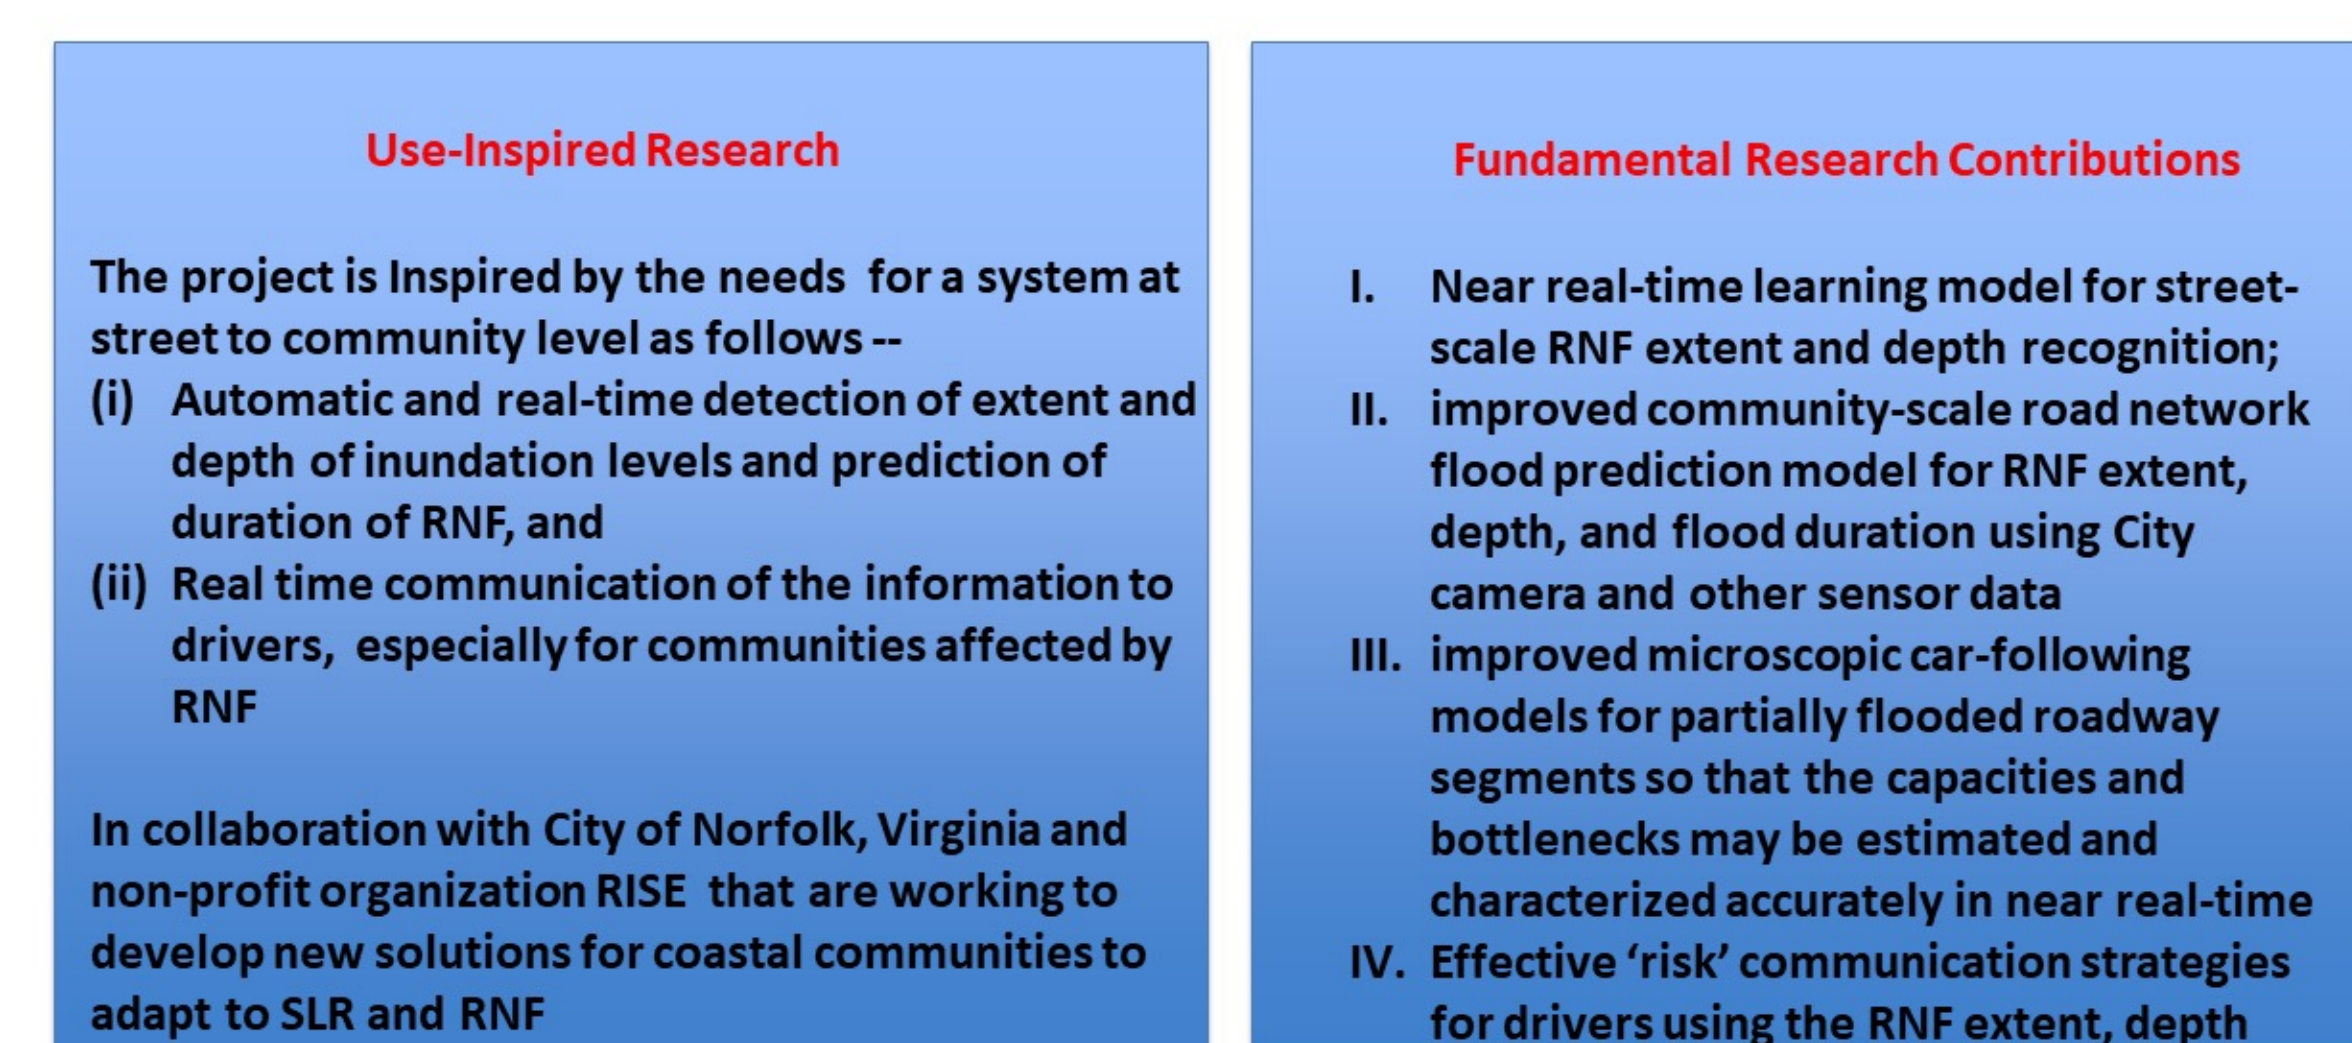 Use-Inspired Research
The project is Inspired by the needs for a system at
street to community level as follows --
(i) Automatic and real-time detection of extent and
depth of inundation levels and prediction of
duration of RNF, and
(ii) Real time communication of the information to
drivers, especially for communities affected by
RNF
In collaboration with City of Norfolk, Virginia and
non-profit organization RISE that are working to
develop new solutions for coastal communities to
adapt to SLR and RNF
Fundamental Research Contributions
I. Near real-time learning model for street-
scale RNF extent and depth recognition;
II. improved community-scale road network
flood prediction model for RNF extent,
depth, and flood duration using City
camera and other sensor data
III. improved microscopic car-following
models for partially flooded roadway
segments so that the capacities and
bottlenecks may be estimated and
characterized accurately in near real-time
IV. Effective ‘risk’ communication strategies
for drivers using the RNF extent, depth